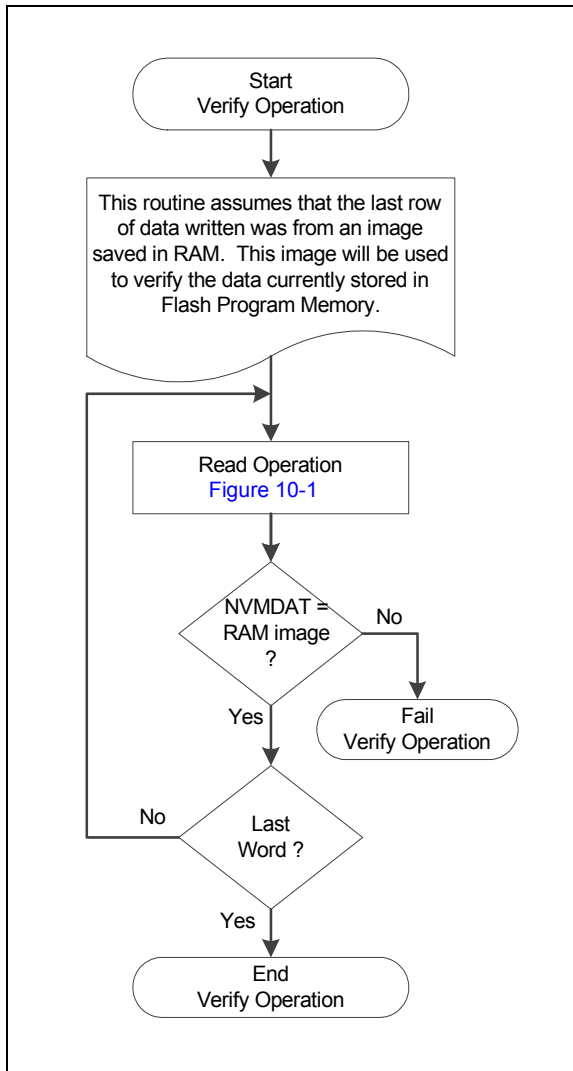 Start
Verify Operation
This routine assumes that the last row
of data written was from an image
saved in RAM. This image will be used
to verify the data currently stored in
Flash Program Memory.
Read Operation
Figure 10-1
NVMDAT =
RAM image
?
No
Yes
Fail
Verify Operation
No
Last
Word ?
Yes
End
Verify Operation